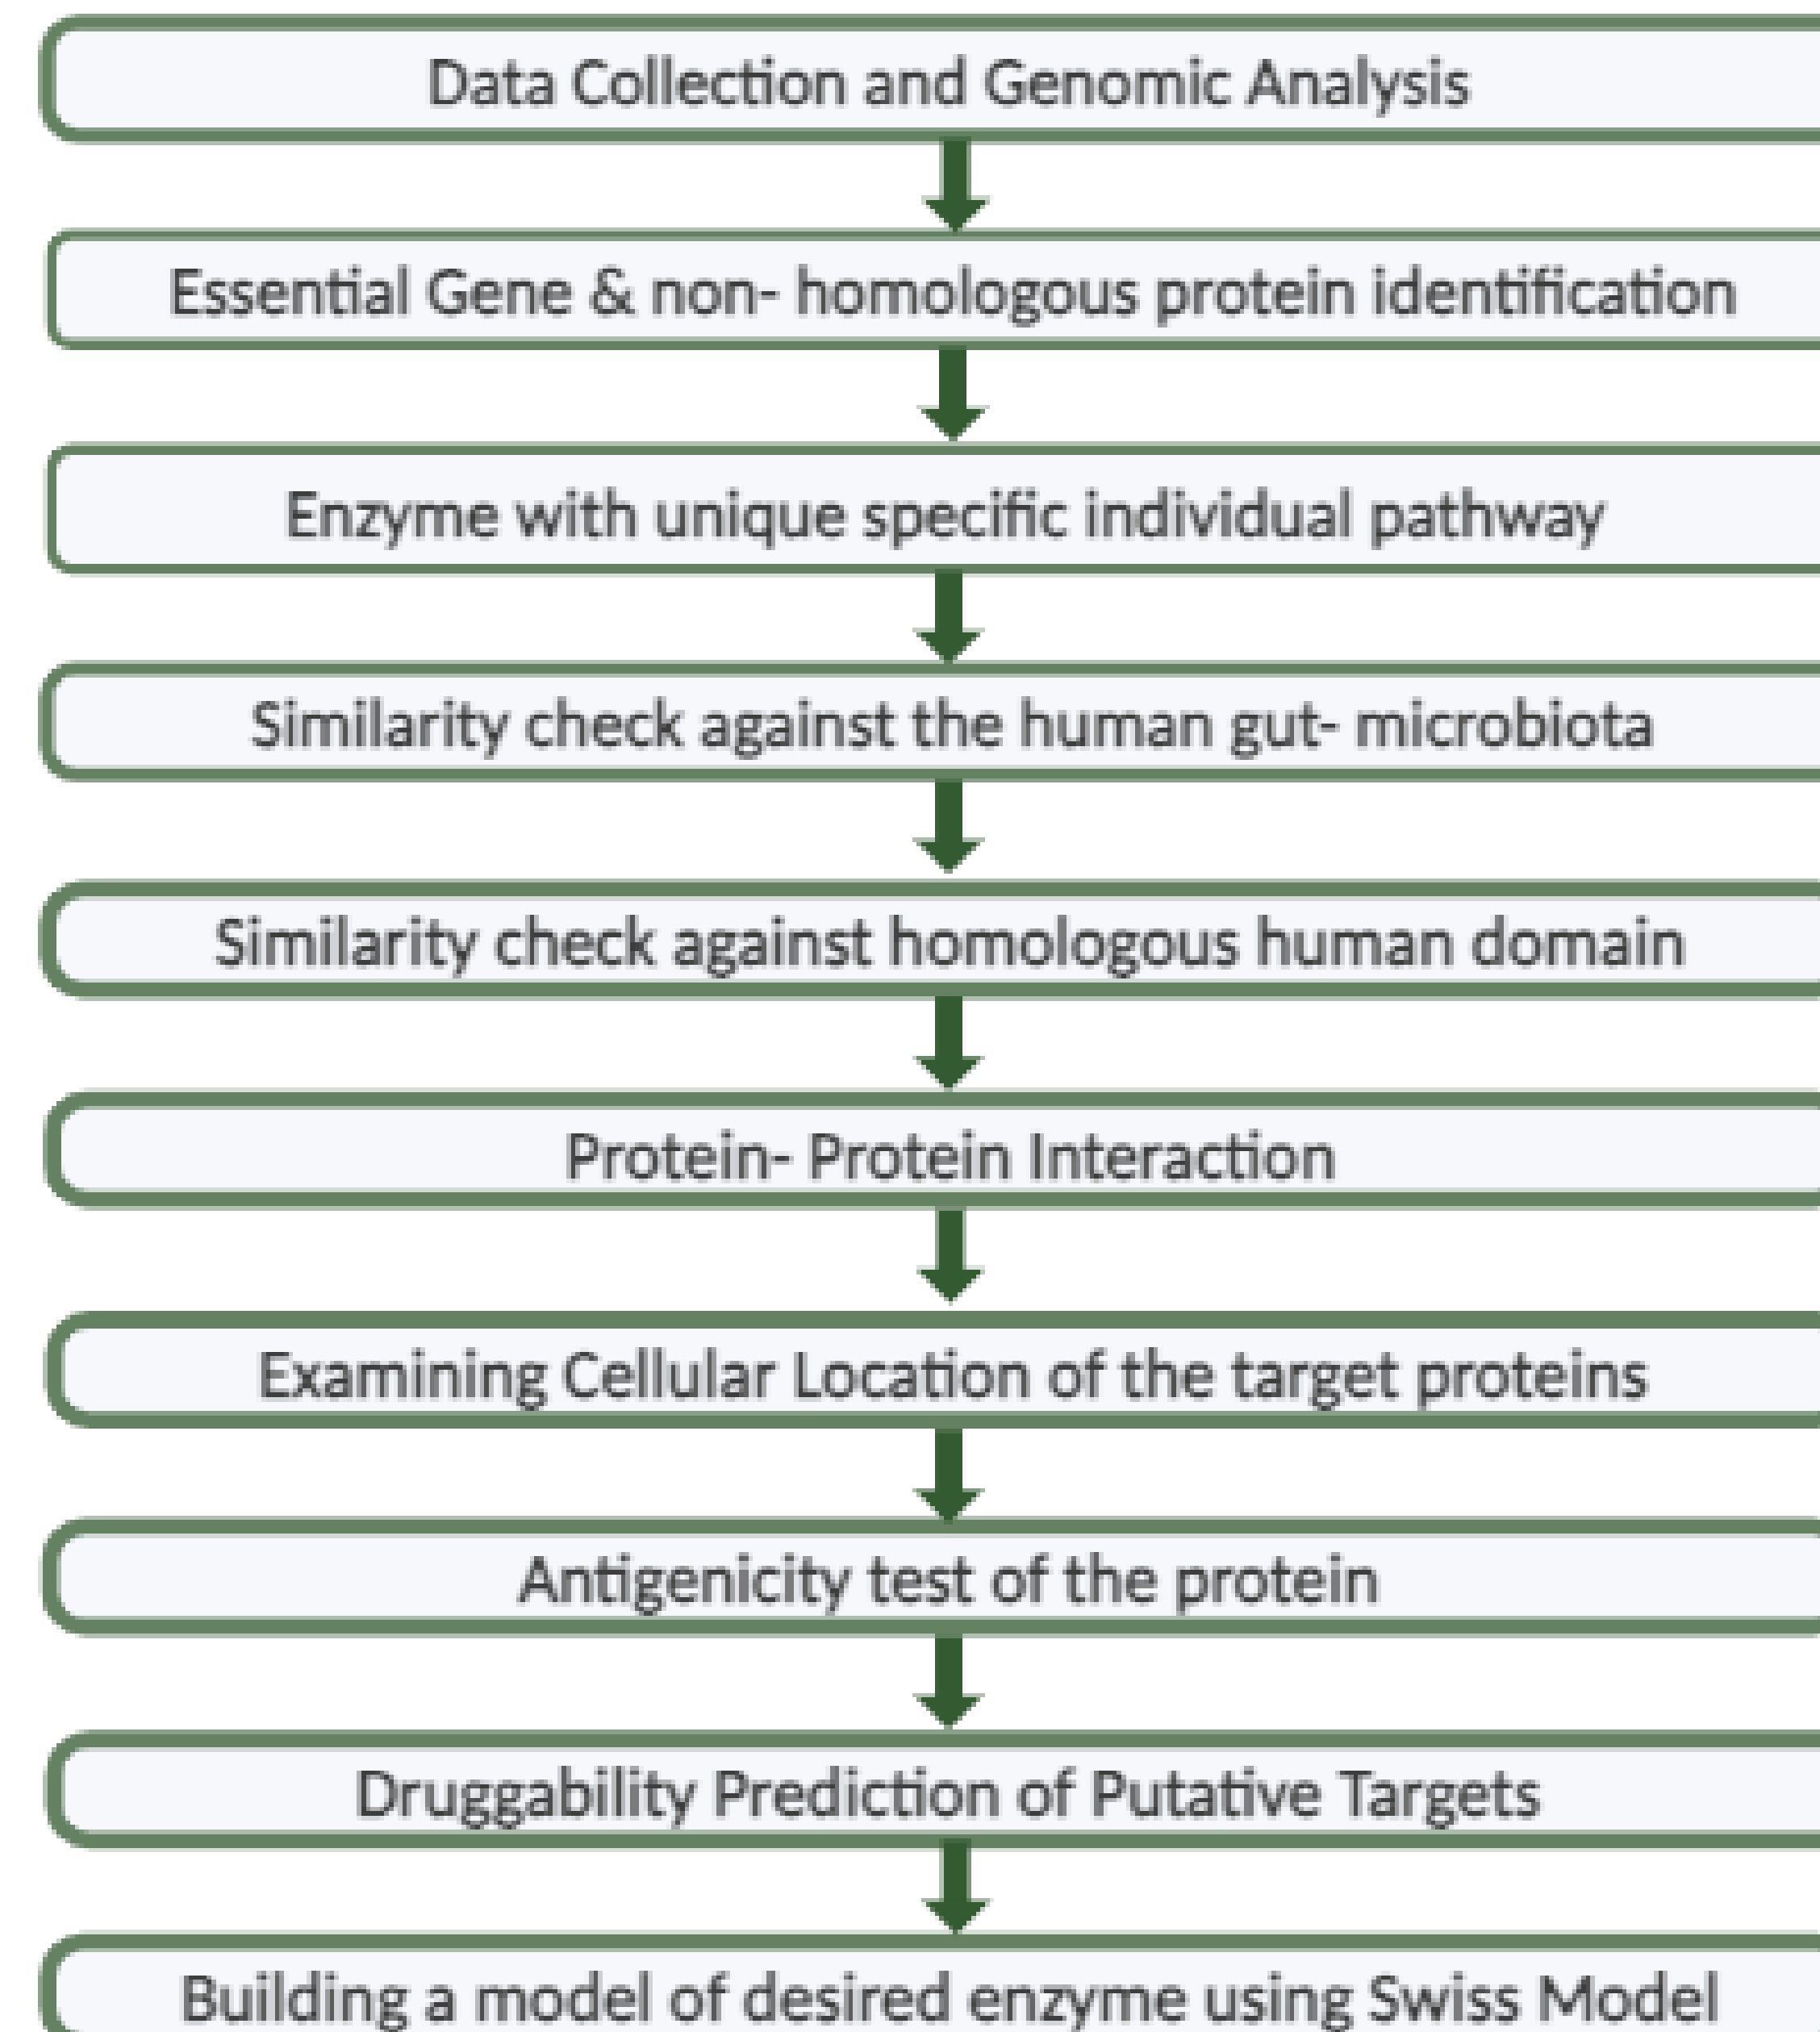 Data Collection and Genomic Analysis
Essential Gene & non- homologous protein identification
Enzyme with unique specific individual pathway
Similarity check against the human gut- microbiota
Similarity check against homologous human domain
Protein- Protein Interaction
Examining Cellular Location of the target proteins
Antigenicity test of the protein
Druggability Prediction of Putative Targets
Building a model of desired enzyme using Swiss Model